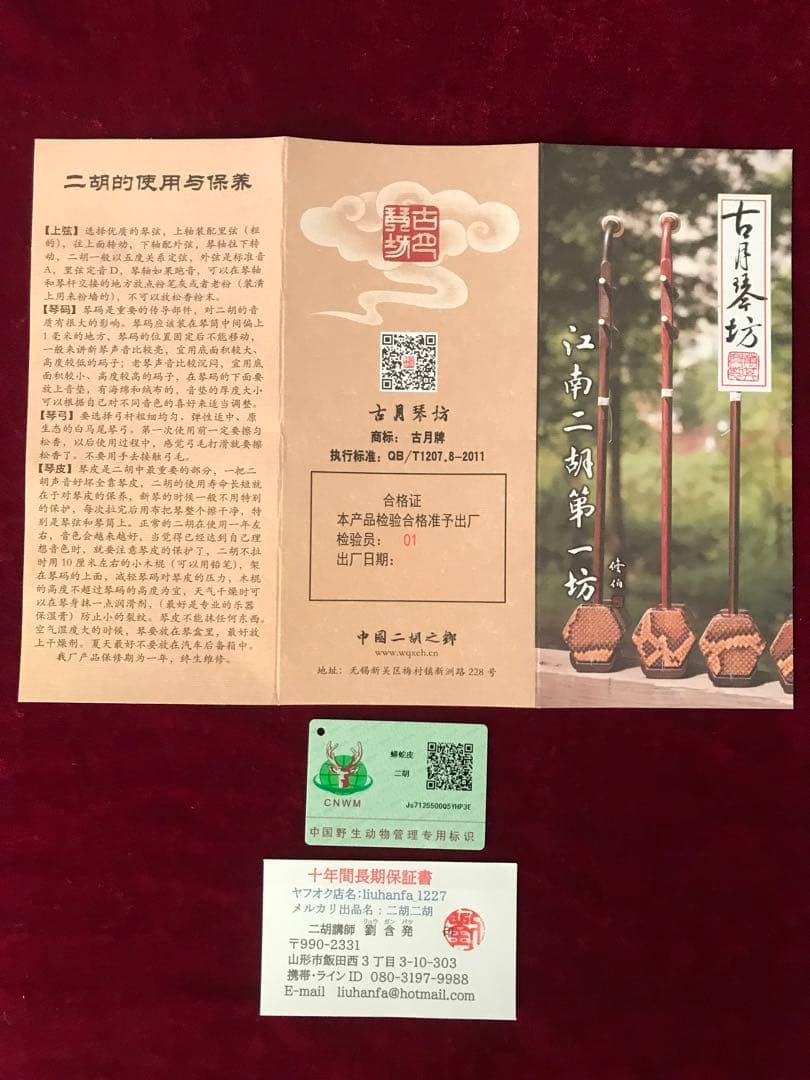 二胡的使用与保养
【上弦】选择优质的琴弦，上轴装配里弦（粗
的），往上面转动，下轴配外弦，琴轴往下转
动，二胡一般以五度关系定弦，外弦是标准音
A，里弦定音D，琴轴如果跑音，可以在琴轴
和琴杆交接的地方放点粉笔灰或者老粉（装潢
上用来粉墙的），不可以放松香粉末。
【琴码】琴码是重要的传导部件，对二胡的音
质有很大的影响。琴码应该装在琴筒中间偏上
1毫米的地方，琴码的位置固定后不能移动，
一般来讲新琴声音比较亮，宜用底面积较大、
高度较低的码子；老琴声音比较沉闷，宜用底
面积较小、高度较高的码子，在琴码的下面要
放上音垫，有海绵和绒布的，音垫的厚度大小
可以根据自己对不同音色的喜好来适当调整。
【琴弓】要选择弓杆粗细均匀、弹性适中、原
生态的白马尾琴弓。第一次使用前一定要擦匀
松香，以后使用过程中，感觉弓毛打滑就要擦
松香了。不要用手去接触弓毛。
【琴皮】琴皮是二胡中最重要的部分，一把二
胡声音好坏全靠琴皮，二胡的使用寿命长短就
在于对琴皮的保养，新琴的时候一般不用特别
的保护，每次拉完后用布把琴整个擦干净，特
别是琴弦和琴筒上。正常的二胡在使用一年左
右，音色会越来越好，当觉得已经达到自己理
想音色时，就要注意琴皮的保护了，二胡不拉
时用10厘米左右的小木棍（可以用铅笔），架
在琴码的上面，减轻琴码对琴皮的压力，木棍
的高度不超过琴码的高度为宜，天气干燥时可
以在琴身抹一点润滑剂，（最好是专业的乐器
保湿膏）防止小的裂纹。琴皮不能抹任何东西。
空气湿度大的时候，琴要放在琴盒里，最好放
上干燥剂。夏天最好不要放在汽车后备箱中。
我厂产品保修期为一年，终生维修。
古月琴坊
古月琴坊
商标： 古月牌
执行标准：QB/T1207.8-2011
合格证
本产品检验合格准予出厂
检验员： 01
出厂日期：
中國二胡之鄉
www.wqxeh.cn
地址：无锡新吴区梅村镇新洲路228号
古月琴坊
江南二胡第一坊
CNWM
蟒蛇皮
二胡
Js7125500Q5YHP3E
中国野生动物管理专用标识
十年間長期保証書
ヤフオク店名:liuhanfa_1227
メルカリ出品名：二胡二胡
リュウ ガン パツ
二胡講師 劉含発 印
〒990-2331
山形市飯田西3丁目3-10-303
携帯・ラインID 080-3197-9988
E-mail liuhanfa@hotmail.com